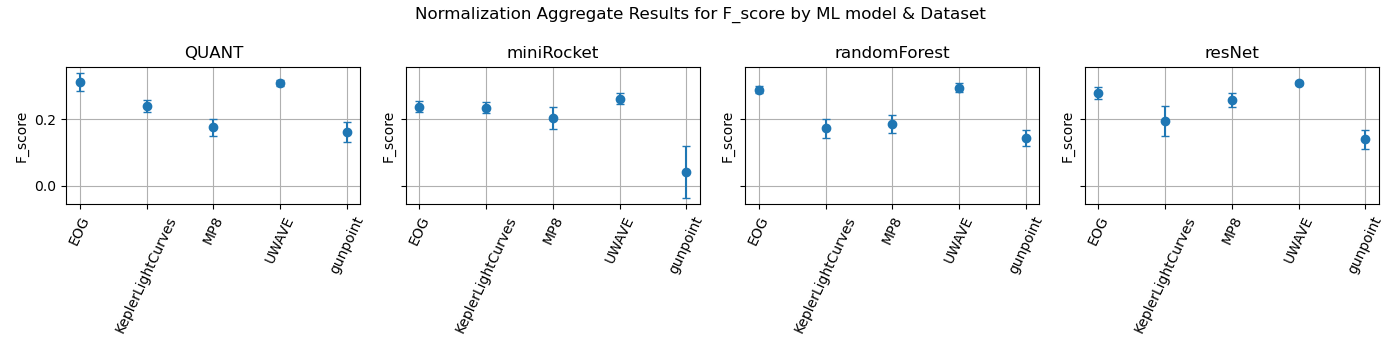 Normalization Aggregate Results for F_score by ML model & Dataset
QUANT
miniRocket
randomForest
resNet
F_score
0.2
0.0
EOG
KeplerLightCurves
MP8
UWAVE
gunpoint
F_score
EOG
KeplerLightCurves
MP8
UWAVE
gunpoint
F_score
EOG
KeplerLightCurves
MP8
UWAVE
gunpoint
F_score
EOG
KeplerLightCurves
MP8
UWAVE
gunpoint